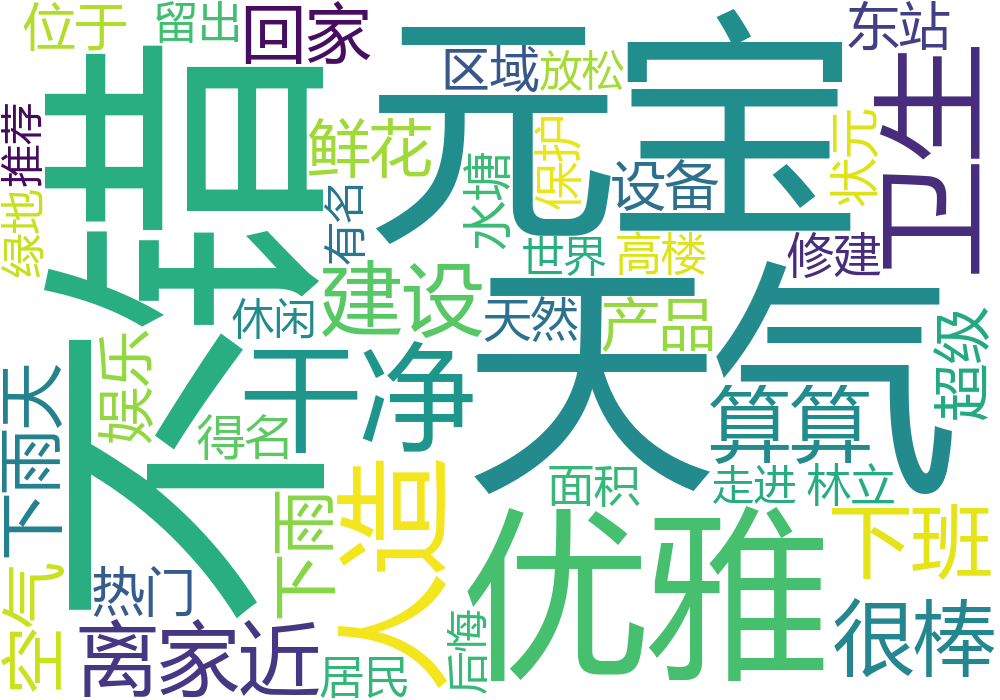 位于
留出
回家
东站
元宝
区域
放松
卫生
不错
推荐
鲜花
保护
状元
设备
水塘
有名
绿地
世界
高楼
修建
建设
天气
休闲
天然
产品
超级
娱乐
干净
下雨天
得名
算算
人造
面积
走进
林立
下雨
优雅
下班
空气
热门
离家近
居民
后悔
很棒